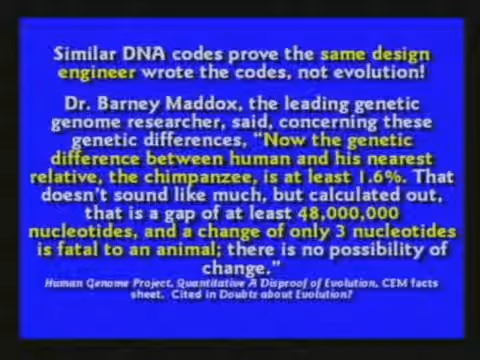 Similar DNA codes prove the same design
engineer wrote the codes, not evolution!
Dr. Barney Maddox, the leading genetic
genome researcher, said, concerning these
genetic differences, "Now the genetic
difference between human and his nearest
relative, the chimpanzee, is at least 1.6%. That
doesn't sound like much, but calculated out,
that is a gap of at least 48,000,000
nucleotides, and a change of only 3 nucleotides
is fatal to an animal; there is no possibility of
change."
Human Genome Project, Quantitative A Disproof of Evolution, CEM facts
sheet. Cited in Doubts about Evolution?